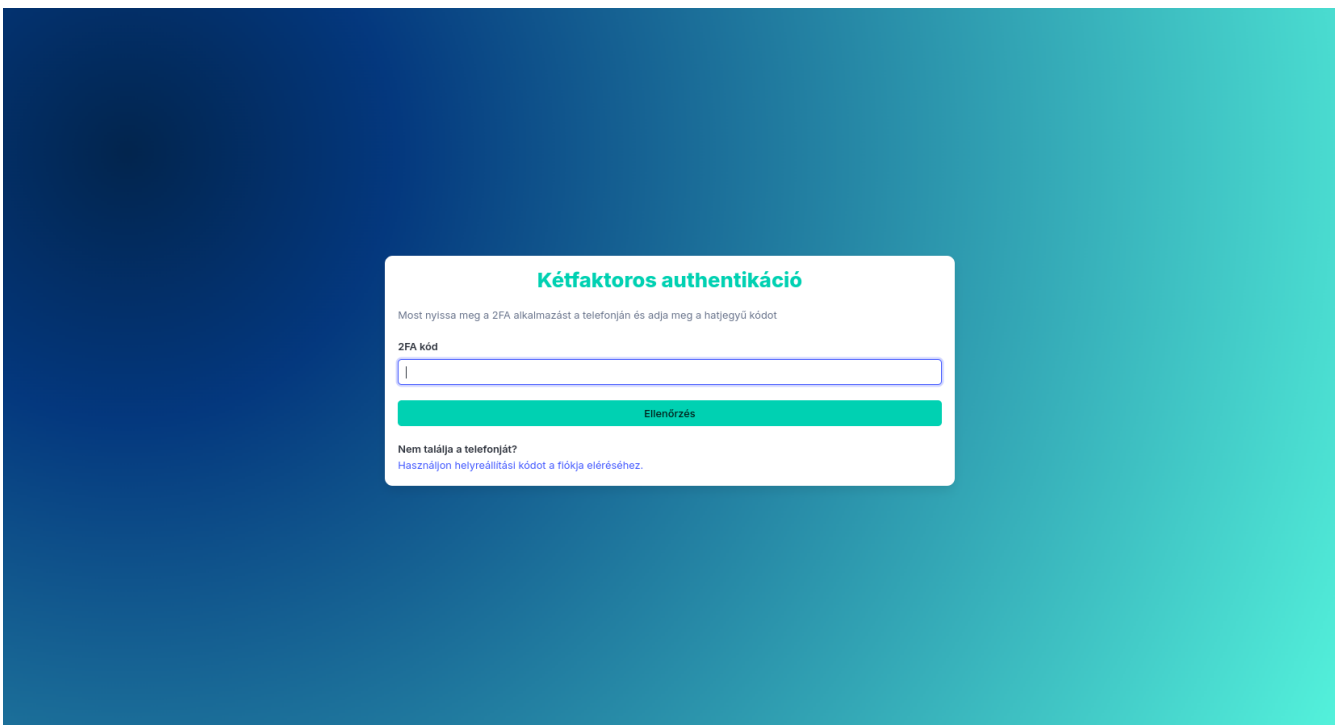 Kétfaktoros authentikáció
Most nyissa meg a 2FA alkalmazást a telefonján és adja meg a hatjegyű kódot
2FA kód
Ellenőrzés
Nem találja a telefonját?
Használjon helyreállítási kódot a fiókja eléréséhez.